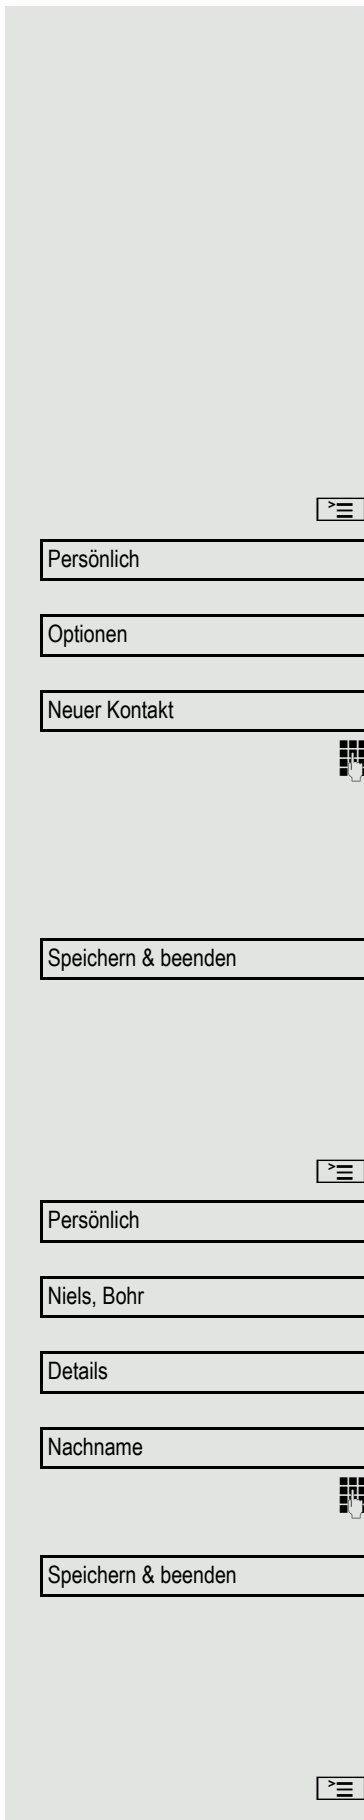 Persönlich
Optionen
Neuer Kontakt
Speichern & beenden
Persönlich
Niels, Bohr
Details
Nachname
Speichern & beenden